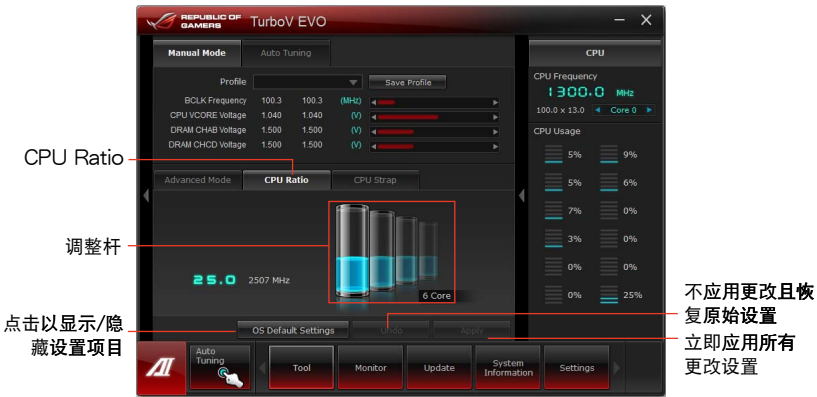 REPUBLIC OF
GAMERS
TurboV EVO
Manual Mode
Auto Tuning
Profile
Save Profile
BCLK Frequency 100.3 100.3 (MHz)
CPU VCORE Voltage 1.040 1.040 (V)
DRAM CHAB Voltage 1.500 1.500 (V)
DRAM CHCD Voltage 1.500 1.500 (V)
CPU Ratio
Advanced Mode
CPU Ratio
CPU Strap
调整杆
25.0 2507 MHz
6 Core
点击以显示/隐
藏设置项目
OS Default Settings
Undo
Apply
CPU
CPU Frequency
1300.0 MHz
100.0 x 13.0 Core 0
CPU Usage
5% 9%
5% 6%
7% 0%
3% 0%
0% 0%
0% 25%
不应用更改且恢
复原始设置
立即应用所有
更改设置
AI
Auto
Tuning
Tool
Monitor
Update
System
Information
Settings